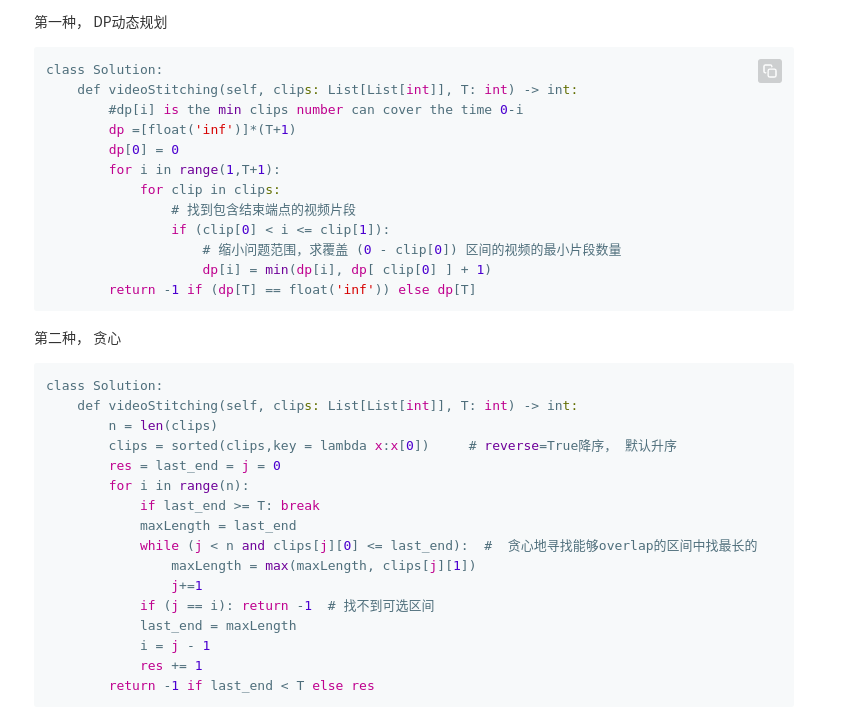 第一种， DP动态规划
class Solution:
    def videoStitching(self, clips: List[List[int]], T: int) -> int:
        #dp[i] is the min clips number can cover the time 0-i
        dp =[float('inf')]*(T+1)
        dp[0] = 0
        for i in range(1,T+1):
            for clip in clips:
                # 找到包含结束端点的视频片段
                if (clip[0] < i <= clip[1]):
                    # 缩小问题范围，求覆盖 (0 - clip[0]) 区间的视频的最小片段数量
                    dp[i] = min(dp[i], dp[ clip[0] ] + 1)
        return -1 if (dp[T] == float('inf')) else dp[T]
第二种， 贪心
class Solution:
    def videoStitching(self, clips: List[List[int]], T: int) -> int:
        n = len(clips)
        clips = sorted(clips,key = lambda x:x[0])     # reverse=True降序， 默认升序
        res = last_end = j = 0
        for i in range(n):
            if last_end >= T: break
            maxLength = last_end
            while (j < n and clips[j][0] <= last_end):  #  贪心地寻找能够overlap的区间中找最长的
                maxLength = max(maxLength, clips[j][1])
                j+=1
            if (j == i): return -1  # 找不到可选区间
            last_end = maxLength
            i = j - 1
            res += 1
        return -1 if last_end < T else res